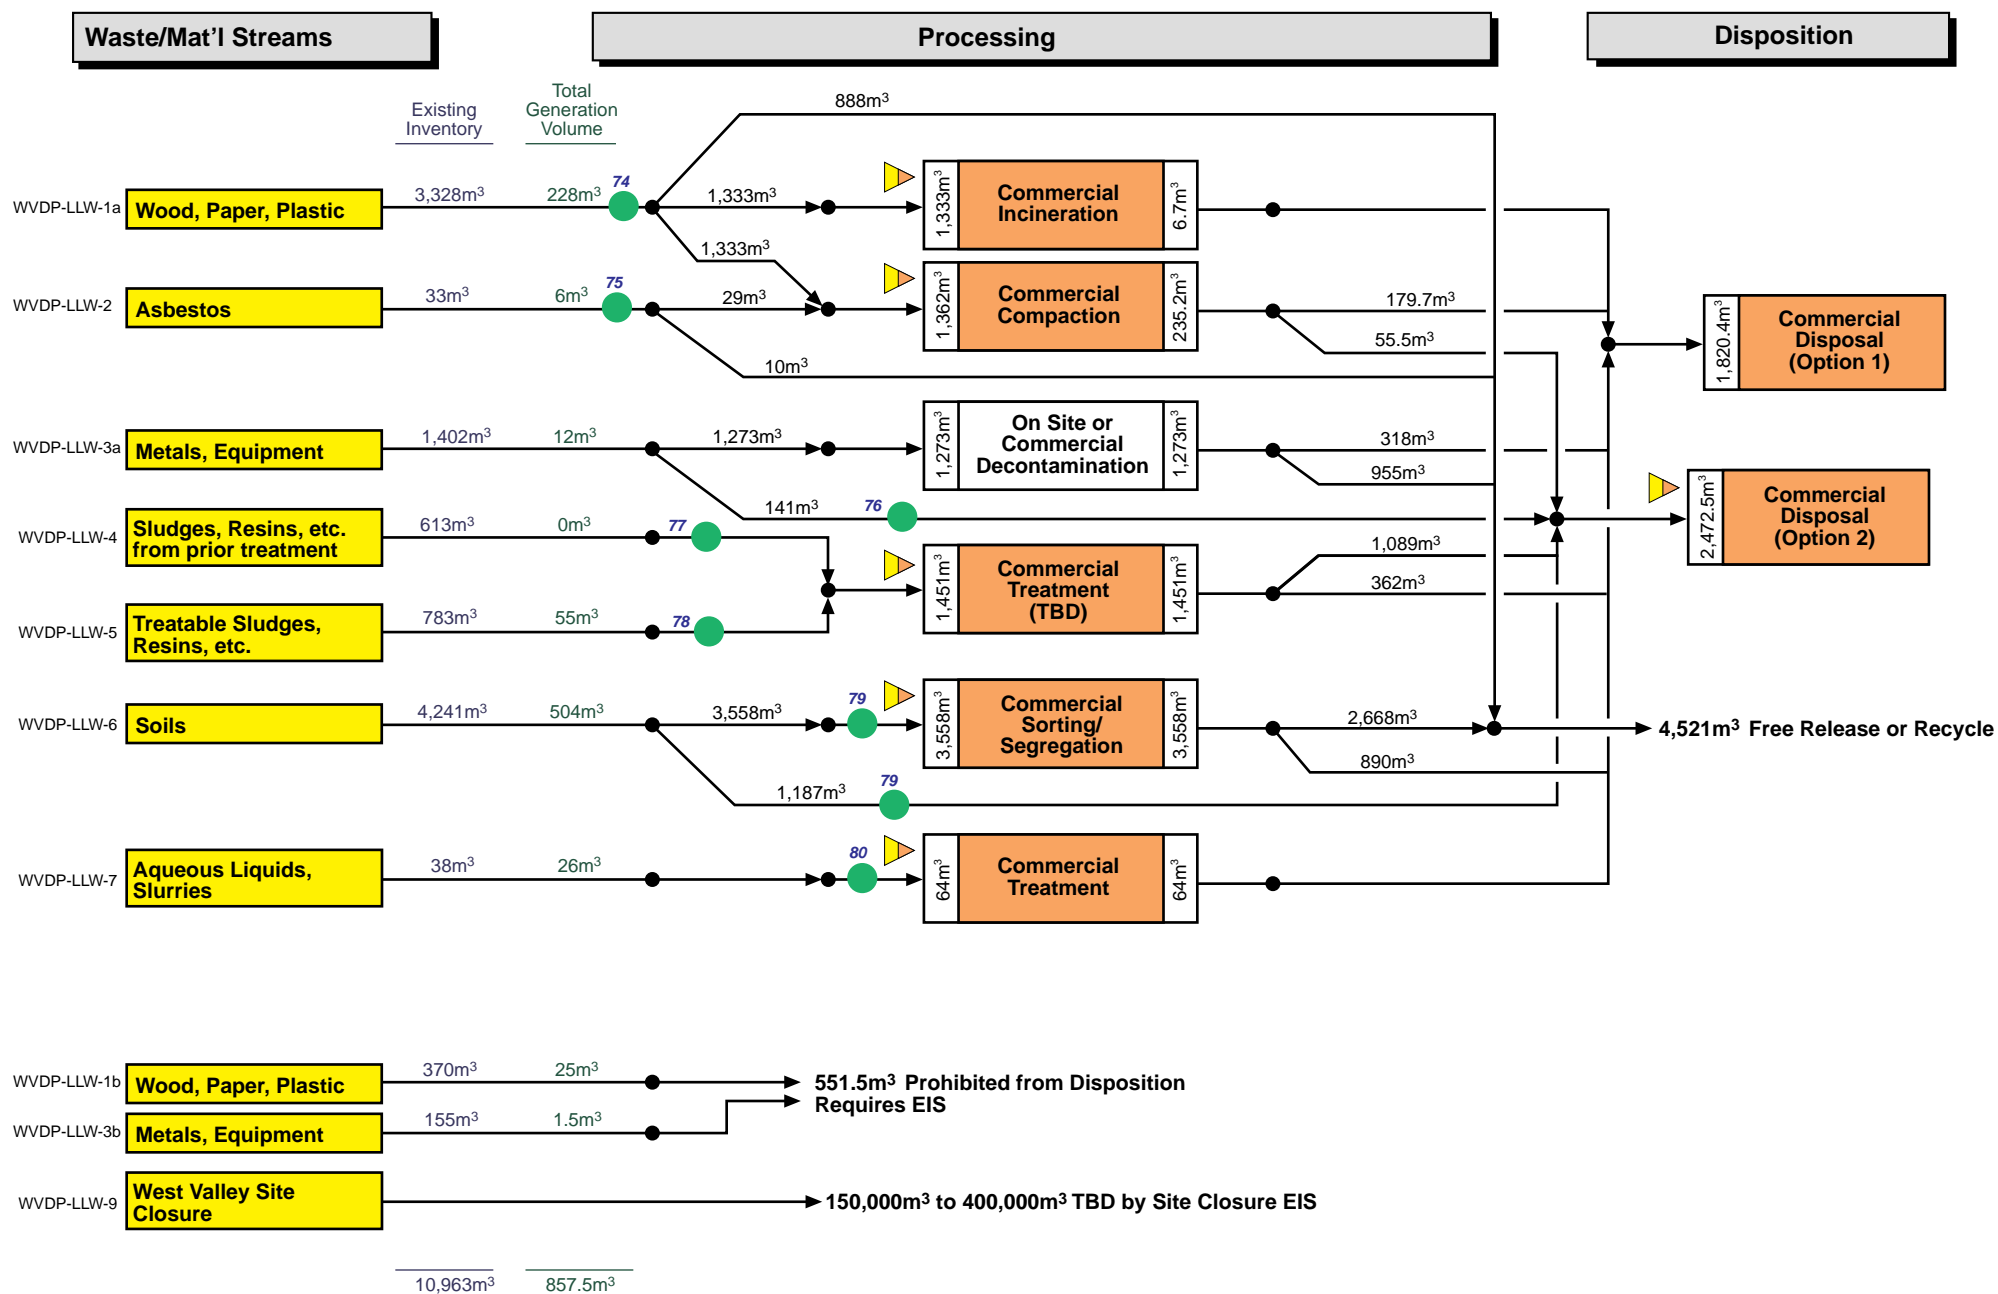 Waste/Mat’l Streams
Processing
Disposition
Existing
Inventory
Total
Generation
Volume
888m³
WVDP-LLW-1a
Wood, Paper, Plastic
3,328m³
228m³
74
1,333m³
1,333m³
1,333m³
Commercial
Incineration
6.7m³
WVDP-LLW-2
Asbestos
33m³
6m³
75
29m³
10m³
1,362m³
Commercial
Compaction
235.2m³
179.7m³
55.5m³
1,820.4m³
Commercial
Disposal
(Option 1)
WVDP-LLW-3a
Metals, Equipment
1,402m³
12m³
1,273m³
141m³
76
1,273m³
On Site or
Commercial
Decontamination
1,273m³
318m³
955m³
2,472.5m³
Commercial
Disposal
(Option 2)
WVDP-LLW-4
Sludges, Resins, etc.
from prior treatment
613m³
0m³
77
WVDP-LLW-5
Treatable Sludges,
Resins, etc.
783m³
55m³
78
1,451m³
Commercial
Treatment
(TBD)
1,451m³
1,089m³
362m³
WVDP-LLW-6
Soils
4,241m³
504m³
3,558m³
79
1,187m³
79
3,558m³
Commercial
Sorting/
Segregation
3,558m³
2,668m³
890m³
4,521m³ Free Release or Recycle
WVDP-LLW-7
Aqueous Liquids,
Slurries
38m³
26m³
80
64m³
Commercial
Treatment
64m³
WVDP-LLW-1b
Wood, Paper, Plastic
370m³
25m³
551.5m³ Prohibited from Disposition
Requires EIS
WVDP-LLW-3b
Metals, Equipment
155m³
1.5m³
WVDP-LLW-9
West Valley Site
Closure
150,000m³ to 400,000m³ TBD by Site Closure EIS
10,963m³
857.5m³